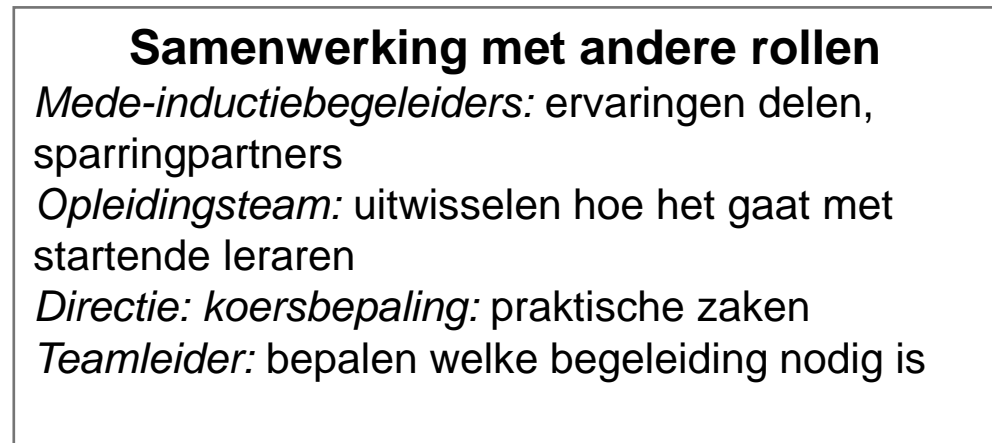 Samenwerking met andere rollen
Mede-inductiebegeleiders: ervaringen delen,
sparringpartners
Opleidingsteam: uitwisselen hoe het gaat met
startende leraren
Directie: koersbepaling: praktische zaken
Teamleider: bepalen welke begeleiding nodig is